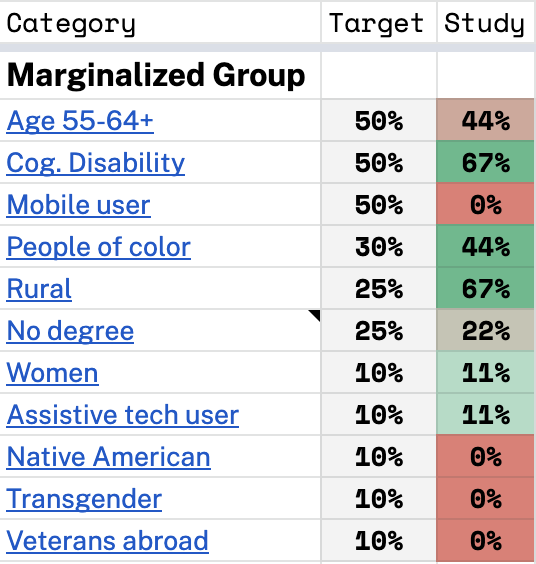 Category Target Study
Marginalized Group
Age 55-64+ 50% 44%
Cog. Disability 50% 67%
Mobile user 50% 0%
People of color 30% 44%
Rural 25% 67%
No degree 25% 22%
Women 10% 11%
Assistive tech user 10% 11%
Native American 10% 0%
Transgender 10% 0%
Veterans abroad 10% 0%